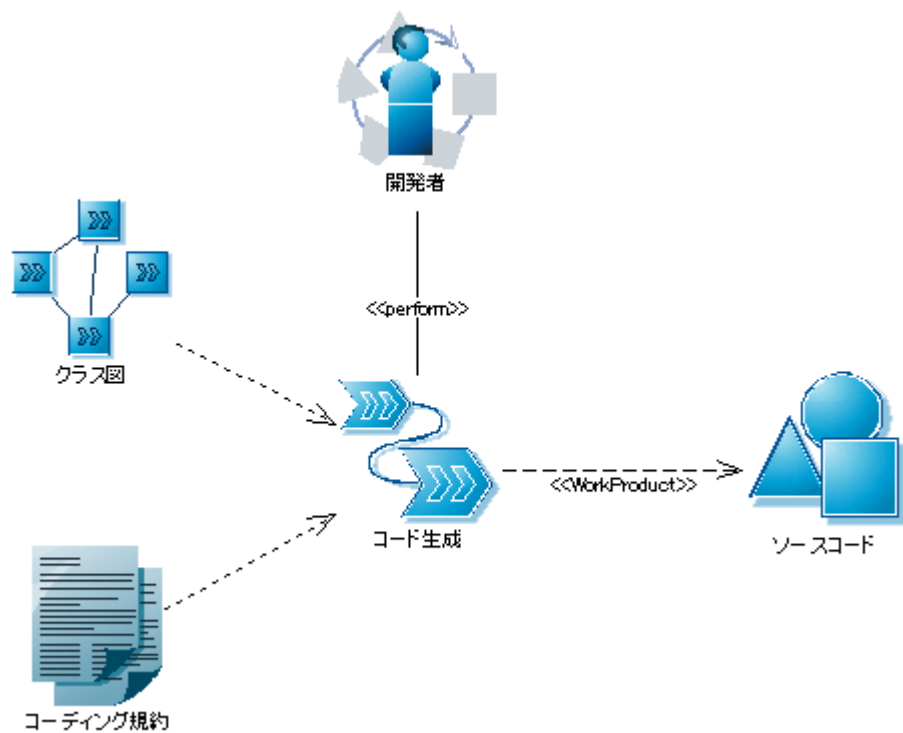 開発者
<<perform>>
クラス図
<<WorkProduct>>
コード生成
ソースコード
コーディング規約